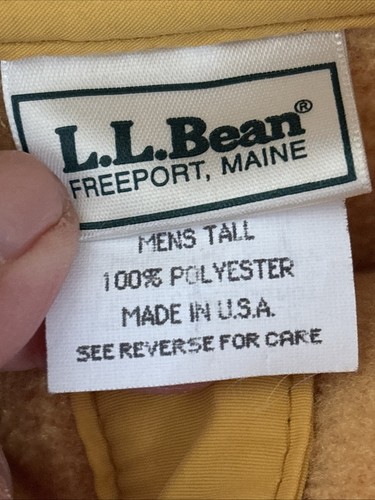 L.L.Bean®
FREEPORT, MAINE
MENS TALL
100% POLYESTER
MADE IN U.S.A.
SEE REVERSE FOR CARE